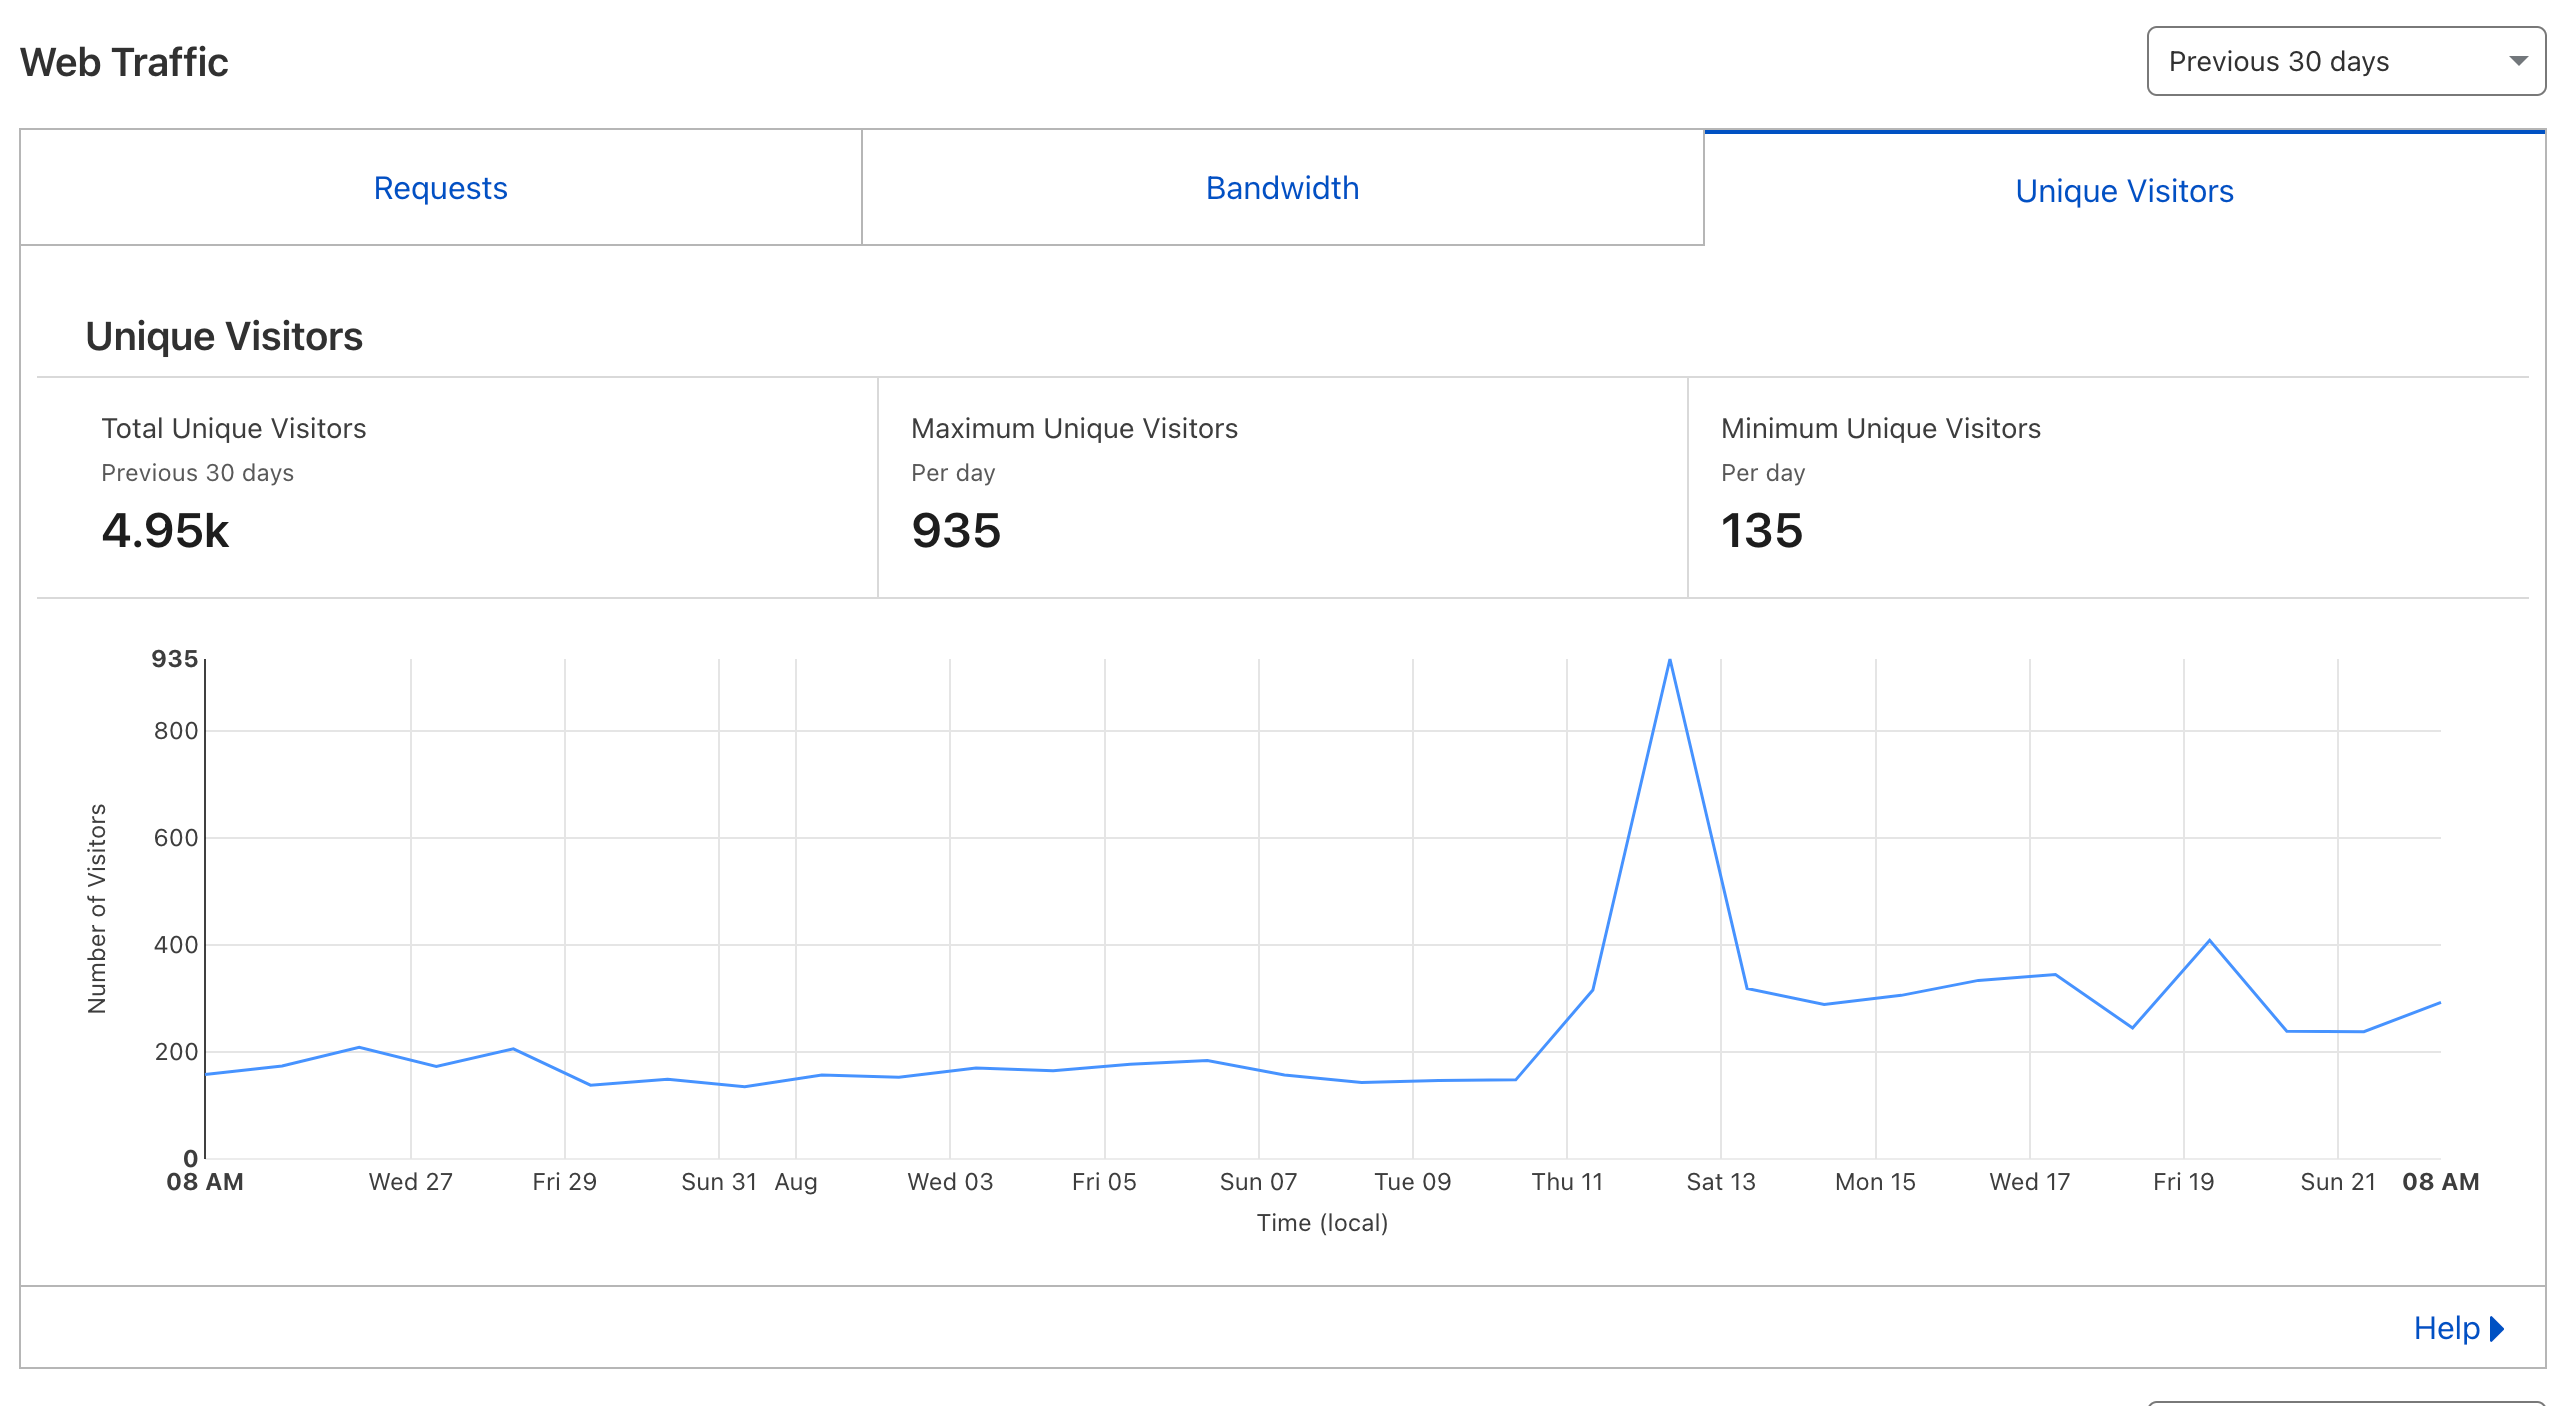 Web Traffic
Previous 30 days
Requests
Bandwidth
Unique Visitors
Unique Visitors
Total Unique Visitors
Previous 30 days
4.95k
Maximum Unique Visitors
Per day
935
Minimum Unique Visitors
Per day
135
935
800
600
400
200
0
Number of Visitors
08 AM Wed 27 Fri 29 Sun 31 Aug Wed 03 Fri 05 Sun 07 Tue 09 Thu 11 Sat 13 Mon 15 Wed 17 Fri 19 Sun 21 08 AM
Time (local)
Help